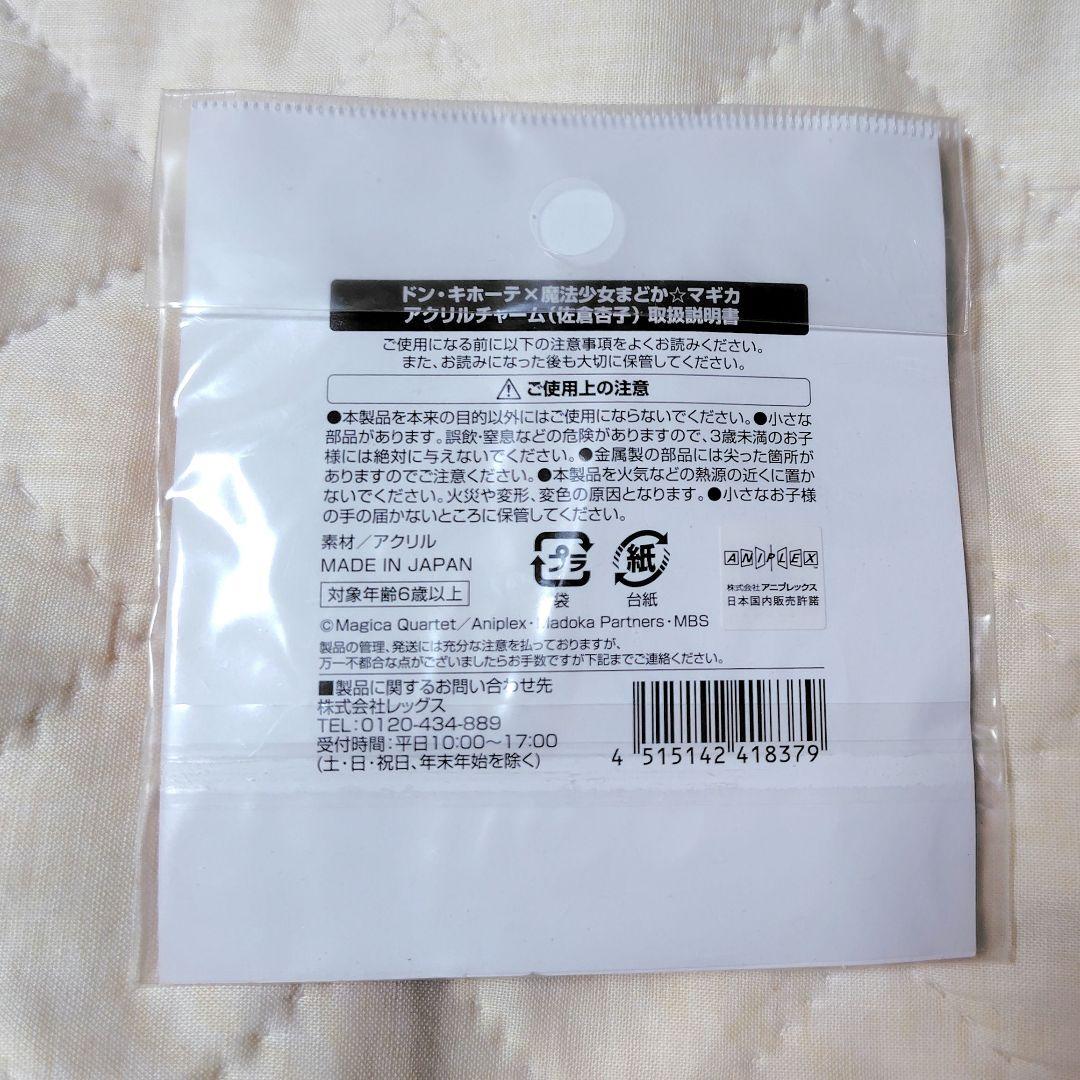 ドン・キホーテ×魔法少女まどか☆マギカ
アクリルチャーム(佐倉杏子) 取扱説明書
ご使用になる前に以下の注意事項をよくお読みください。
また、お読みになった後も大切に保管してください。
ご使用上の注意
●本製品を本来の目的以外にはご使用にならないでください。●小さな
部品があります。誤飲・窒息などの危険がありますので、3歳未満のお子
様には絶対に与えないでください。●金属製の部品には尖った箇所が
ありますのでご注意ください。●本製品を火気などの熱源の近くに置か
ないでください。火災や変形、変色の原因となります。●小さなお子様
の手の届かないところに保管してください。
素材/アクリル
MADE IN JAPAN
対象年齢6歳以上
プラ
袋
紙
台紙
ANIPLEX
株式会社 アニプレックス
日本国内販売許諾
©Magica Quartet/Aniplex・Madoka Partners・MBS
製品の管理、発送には充分な注意を払っておりますが、
万一不都合な点がございましたらお手数ですが下記までご連絡ください。
■製品に関するお問い合わせ先
株式会社レッグス
TEL:0120-434-889
受付時間:平日10:00〜17:00
(土・日・祝日、年末年始を除く)
4 515142 418379